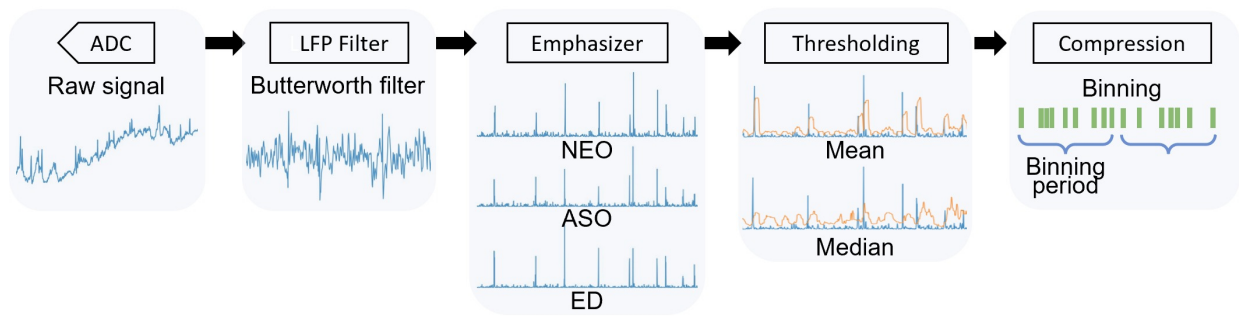 ADC
Raw signal
LFP Filter
Butterworth filter
Emphasizer
NEO
ASO
ED
Thresholding
Mean
Median
Compression
Binning
Binning
period